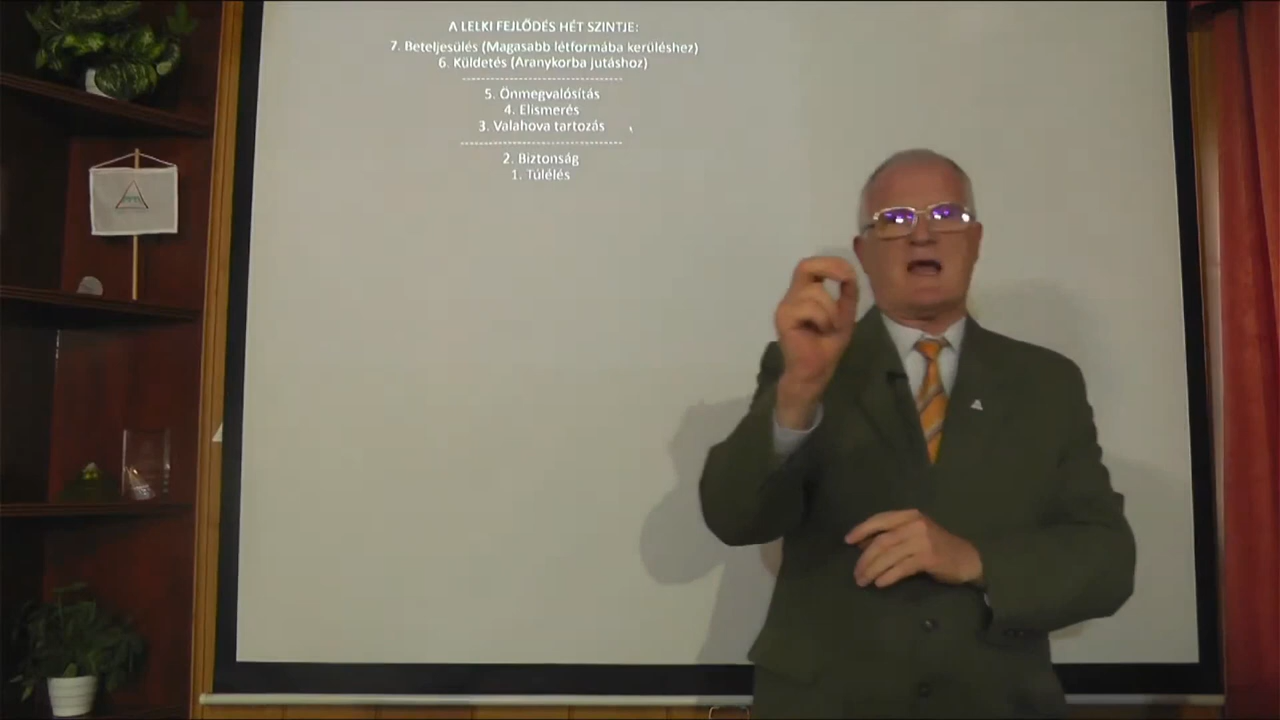 A LELKI FEJLŐDÉS HÉT SZINTJE:
7. Beteljesülés (Magasabb létformába kerüléshez)
6. Küldetés (Aranykorba jutáshoz)
--------------------------------
5. Önmegvalósítás
4. Elismerés
3. Valahova tartozás
--------------------------------
2. Biztonság
1. Túlélés